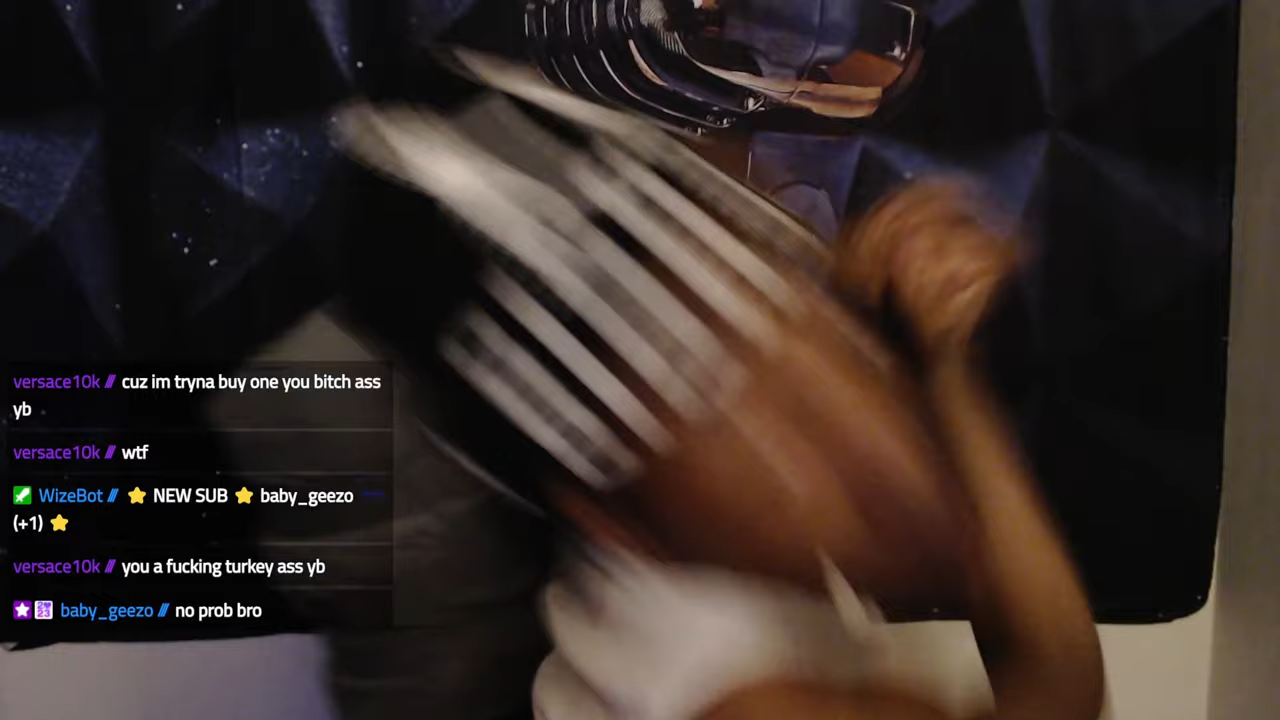 versace10k // cuz im tryna buy one you bitch ass
yb
versace10k // wtf
WizeBot // ⭐ NEW SUB ⭐ baby_geezo
(+1) ⭐
versace10k // you a fucking turkey ass yb
baby_geezo // no prob bro